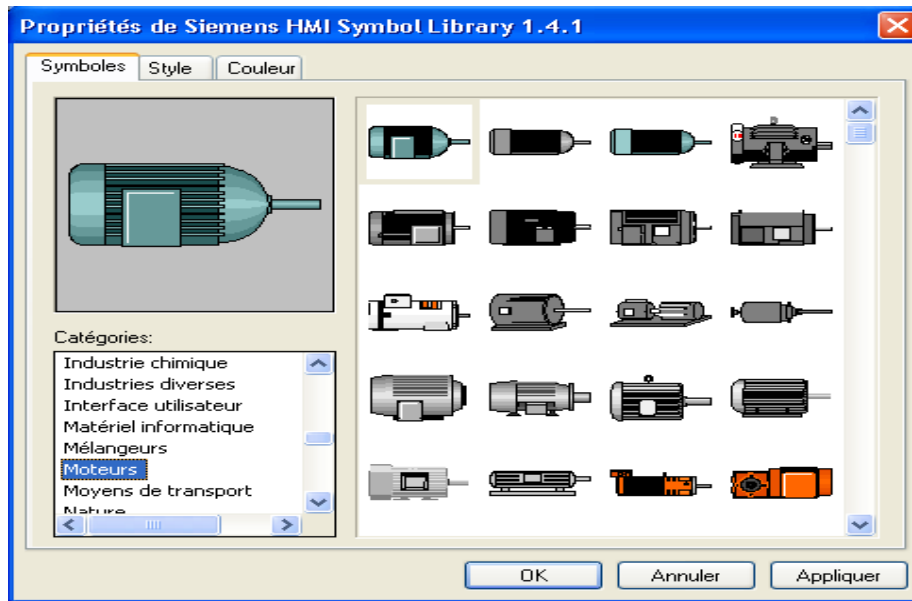 Propriétés de Siemens HMI Symbol Library 1.4.1
Symboles Style Couleur
Catégories:
Industrie chimique
Industries diverses
Interface utilisateur
Matériel informatique
Mélangeurs
Moteurs
Moyens de transport
Nature
OK Annuler Appliquer